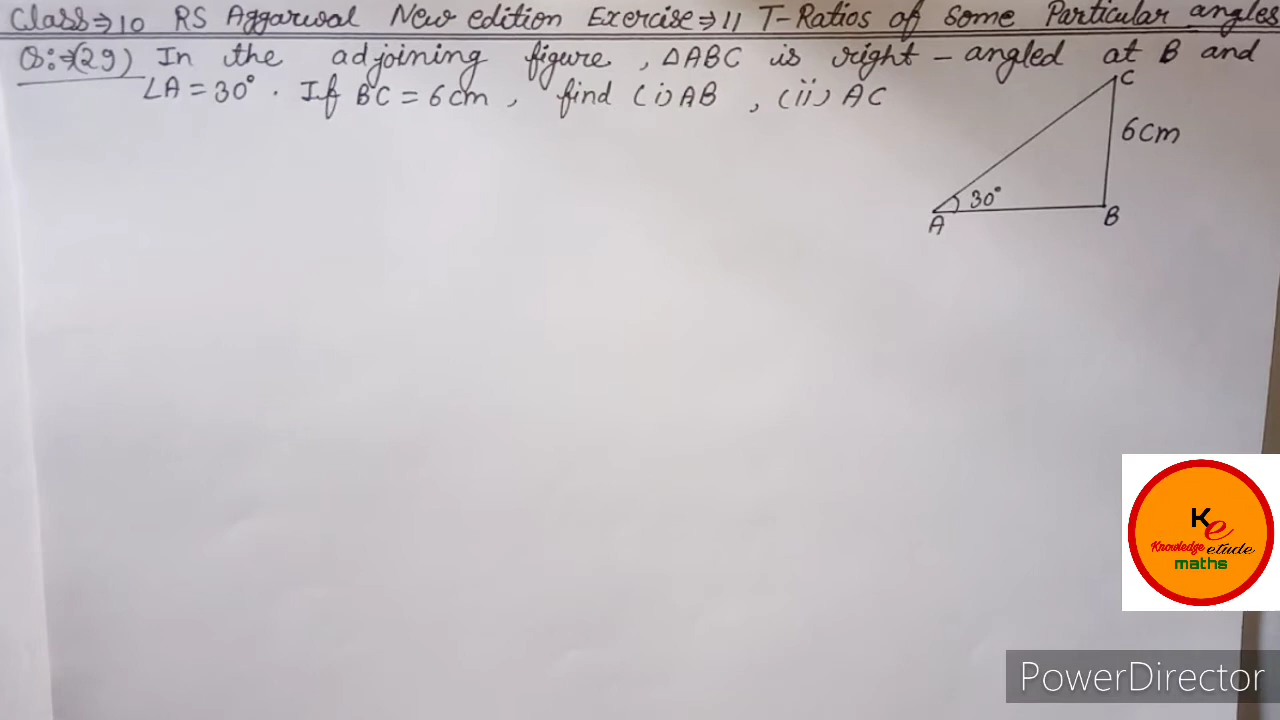 Class⇒10 RS Aggarwal New edition Exercise⇒11 T-Ratios of Some Particular angles
Q:⇒(29) In the adjoining figure, ΔABC is right-angled at B and
∠A = 30°. If BC = 6cm, find (i) AB, (ii) AC
C
6cm
30°
A
B
Ke
Knowledge etude
maths
PowerDirector